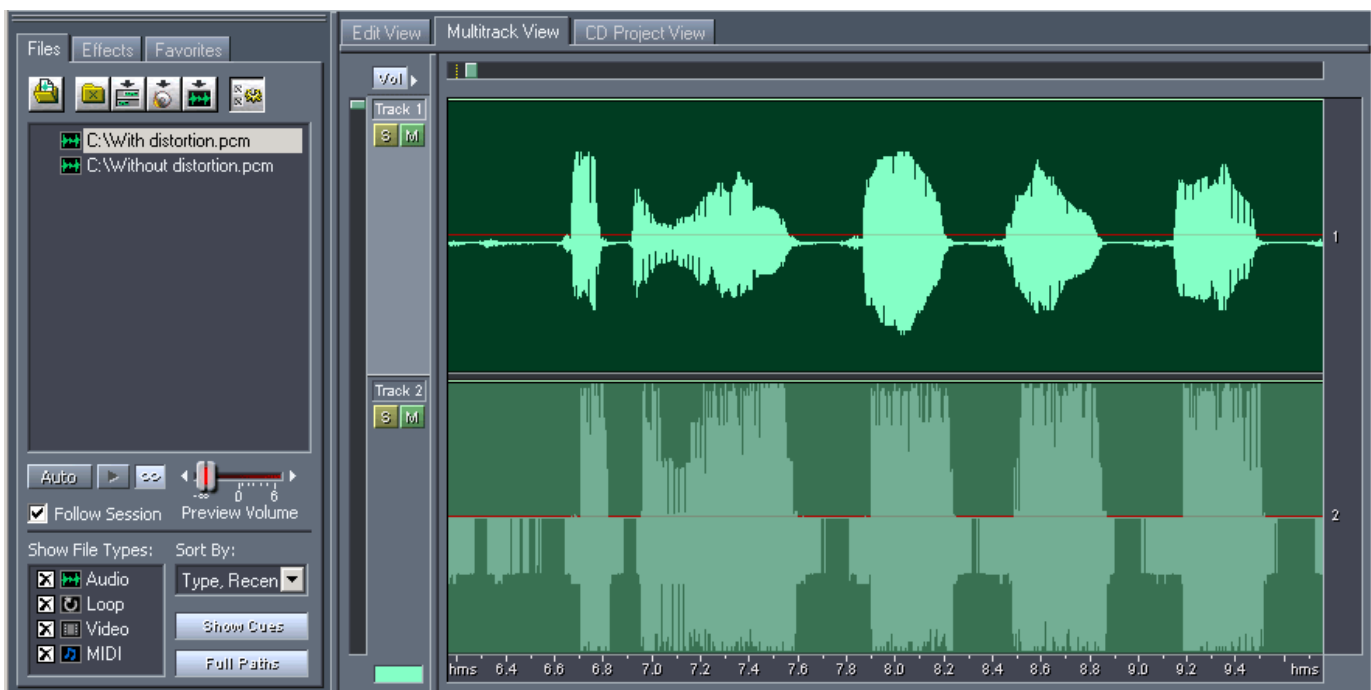 Files Effects Favorites
C:\With distortion.pcm
C:\Without distortion.pcm
Auto
-∞ 0 6
Follow Session Preview Volume
Show File Types: Sort By:
Audio
Loop
Video
MIDI
Type, Recen
Show Cues
Full Paths
Edit View Multitrack View CD Project View
Vol
Track 1
S M
1
Track 2
S M
2
hms 6.4 6.6 6.8 7.0 7.2 7.4 7.6 7.8 8.0 8.2 8.4 8.6 8.8 9.0 9.2 9.4 hms